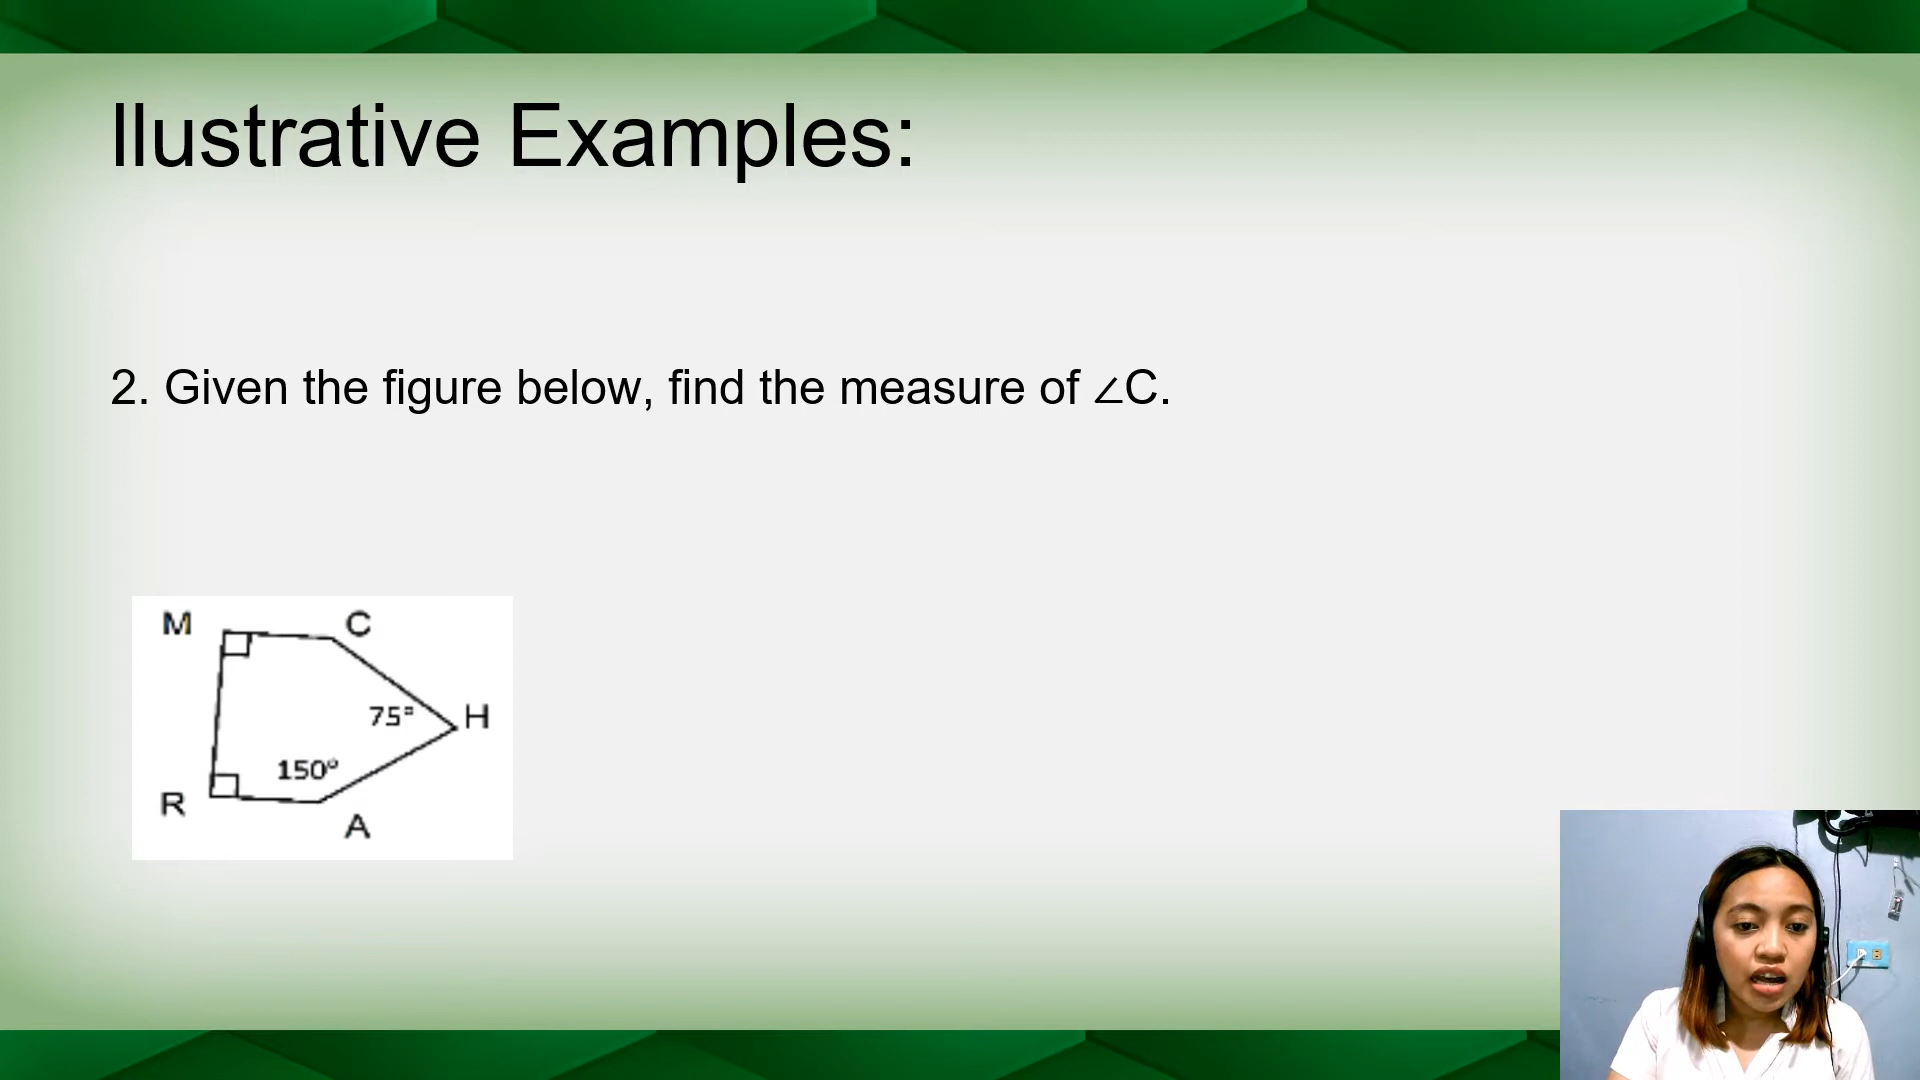 Ilustrative Examples:
2. Given the figure below, find the measure of ∠C.
M
C
75°
H
150°
R
A